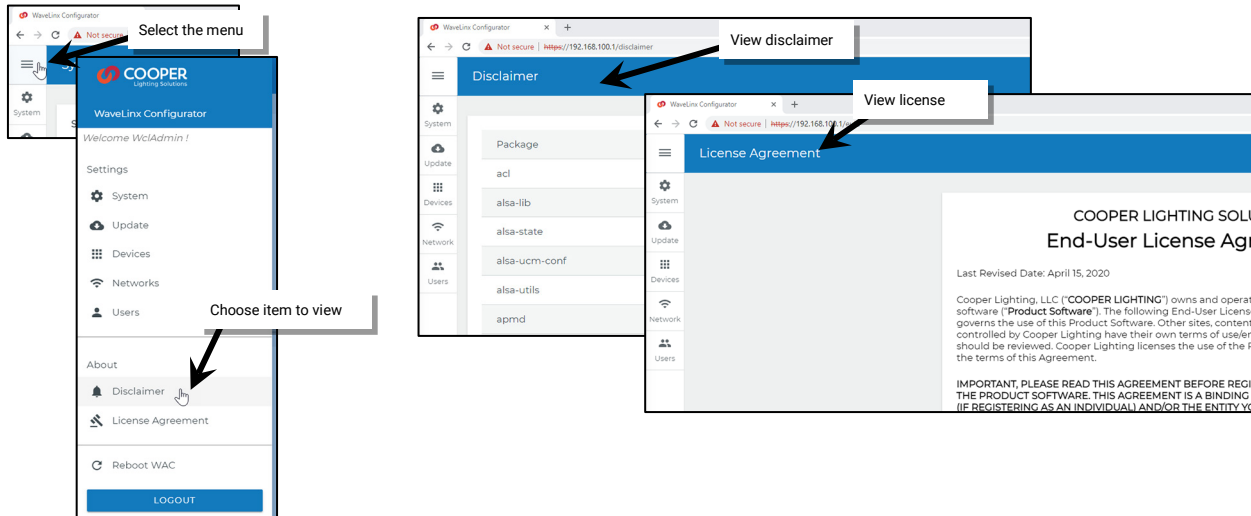 WaveLinx Configurator
Not secure
Select the menu
System
COOPER
Lighting Solutions
WaveLinx Configurator
Welcome WclAdmin !
Settings
System
Update
Devices
Networks
Users
Choose item to view
About
Disclaimer
License Agreement
Reboot WAC
LOGOUT
WaveLinx Configurator × +
Not secure | https://192.168.100.1/disclaimer
View disclaimer
Disclaimer
System
Update
Devices
Network
Users
Package
acl
alsa-lib
alsa-state
alsa-ucm-conf
alsa-utils
apmd
WaveLinx Configurator × +
Not secure | https://192.168.100.1/
View license
License Agreement
System
Update
Devices
Network
Users
COOPER LIGHTING SOLU
End-User License Agr
Last Revised Date: April 15, 2020
Cooper Lighting, LLC (“COOPER LIGHTING”) owns and operat
software (“Product Software”). The following End-User Licens
governs the use of this Product Software. Other sites, content
controlled by Cooper Lighting have their own terms of use/en
should be reviewed. Cooper Lighting licenses the use of the P
the terms of this Agreement.
IMPORTANT, PLEASE READ THIS AGREEMENT BEFORE REGI
THE PRODUCT SOFTWARE. THIS AGREEMENT IS A BINDING
(IF REGISTERING AS AN INDIVIDUAL) AND/OR THE ENTITY YO